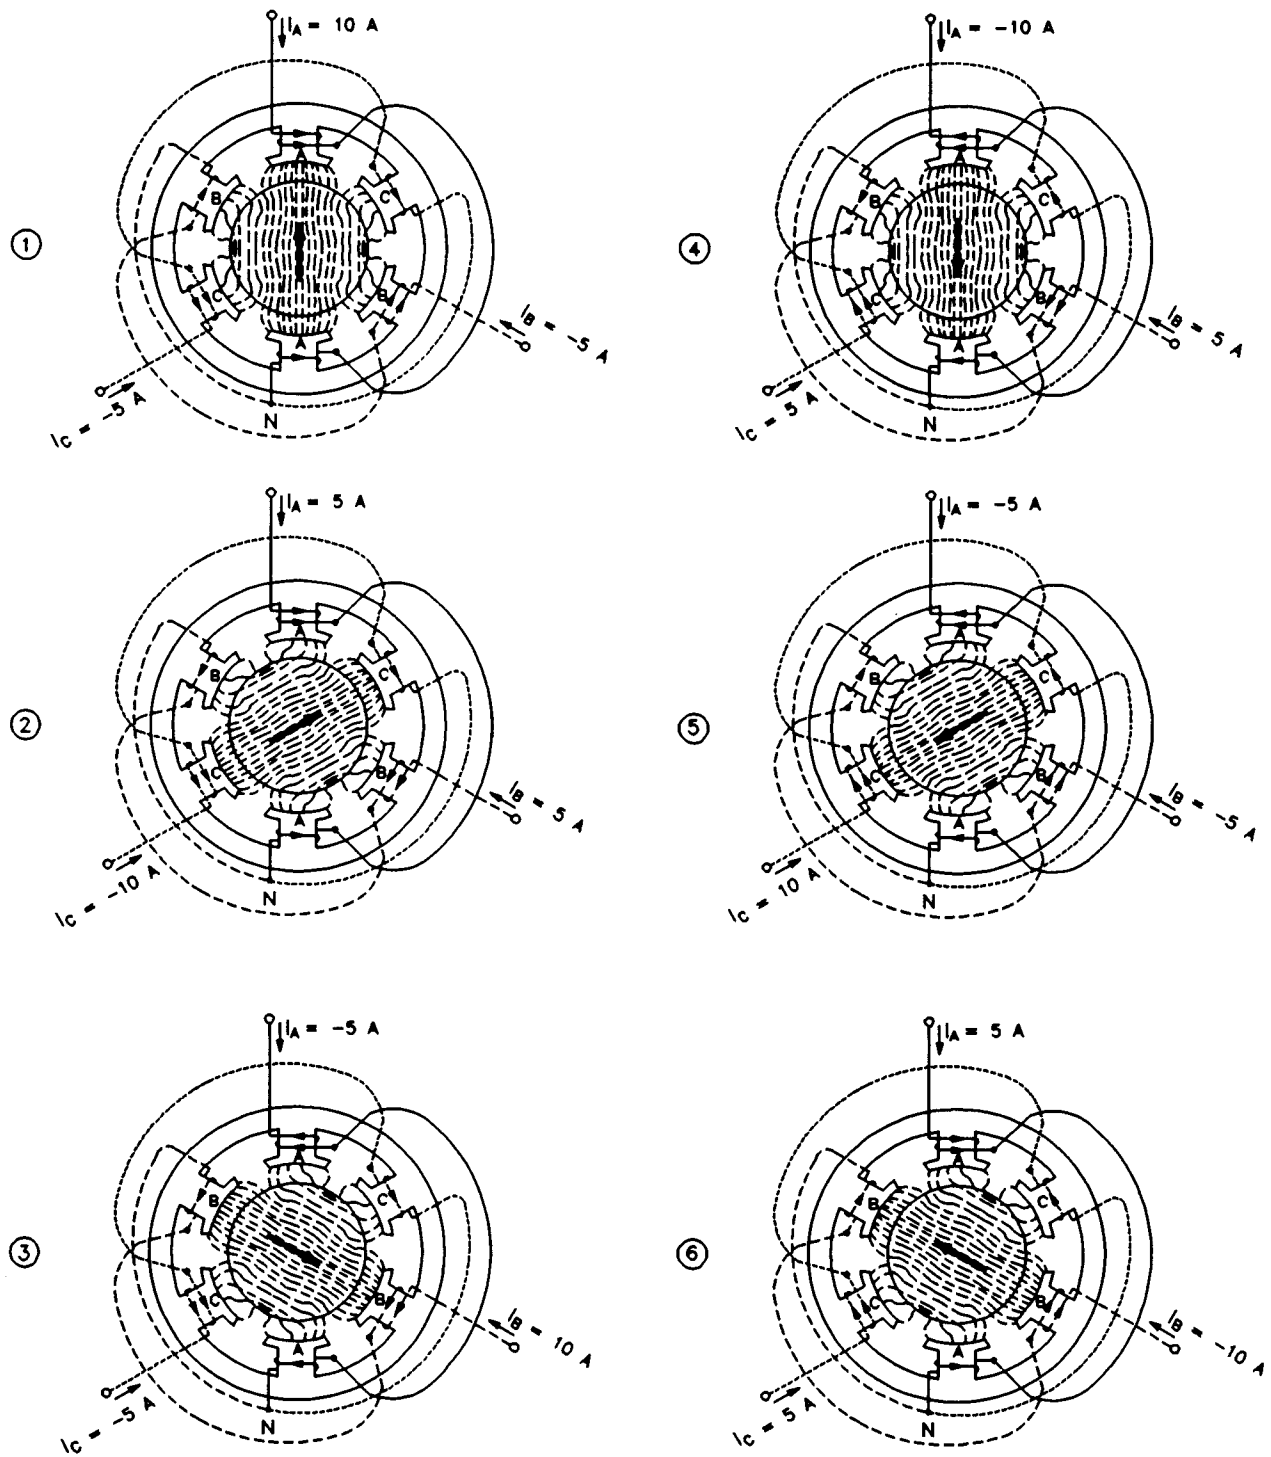 I_A = 10 A
A
B
C
1
C
B
A
I_B = -5 A
I_C = -5 A
N
I_A = -10 A
A
B
C
4
C
B
A
I_B = 5 A
I_C = 5 A
N
I_A = 5 A
A
B
C
2
C
B
A
I_B = 5 A
I_C = -10 A
N
I_A = -5 A
A
B
C
5
C
B
A
I_B = -5 A
I_C = 10 A
N
I_A = -5 A
A
B
C
3
C
B
A
I_B = 10 A
I_C = -5 A
N
I_A = 5 A
A
B
C
6
C
B
A
I_B = -10 A
I_C = 5 A
N